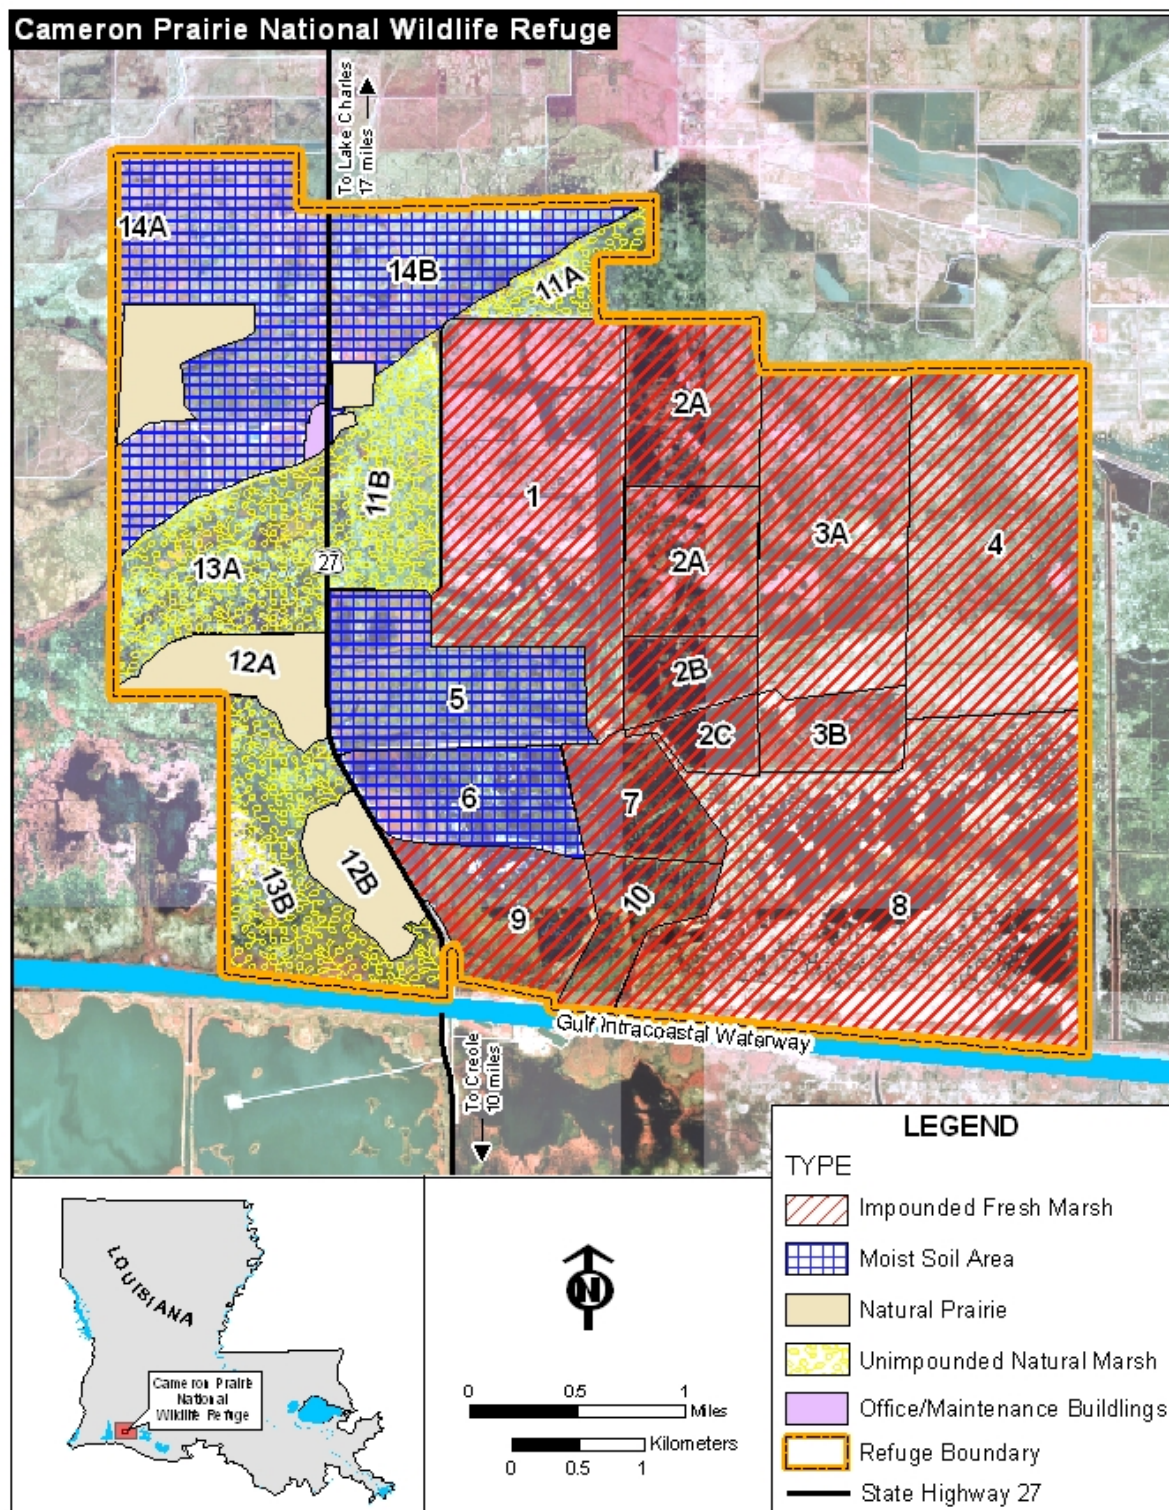 Cameron Prairie National Wildlife Refuge
To Lake Charles
17 miles
14A
14B
11A
2A
11B
1
3A
4
2A
27
13A
12A
2B
5
2C
3B
6
7
12B
13B
10
9
8
Gulf Intracoastal Waterway
To Creole
10 miles
LEGEND
TYPE
Impounded Fresh Marsh
Moist Soil Area
Natural Prairie
Unimpounded Natural Marsh
Office/Maintenance Buildlings
Refuge Boundary
State Highway 27
LOUISIANA
Cameron Prairie
National
Wildlife Refuge
N
0 0.5 1
Miles
Kilometers
0 0.5 1